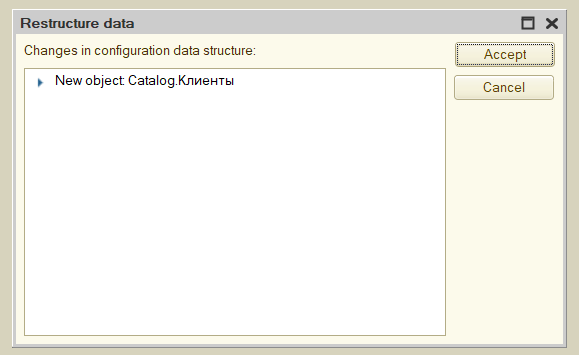 Restructure data
Changes in configuration data structure:
Accept
New object: Catalog.Клиенты
Cancel